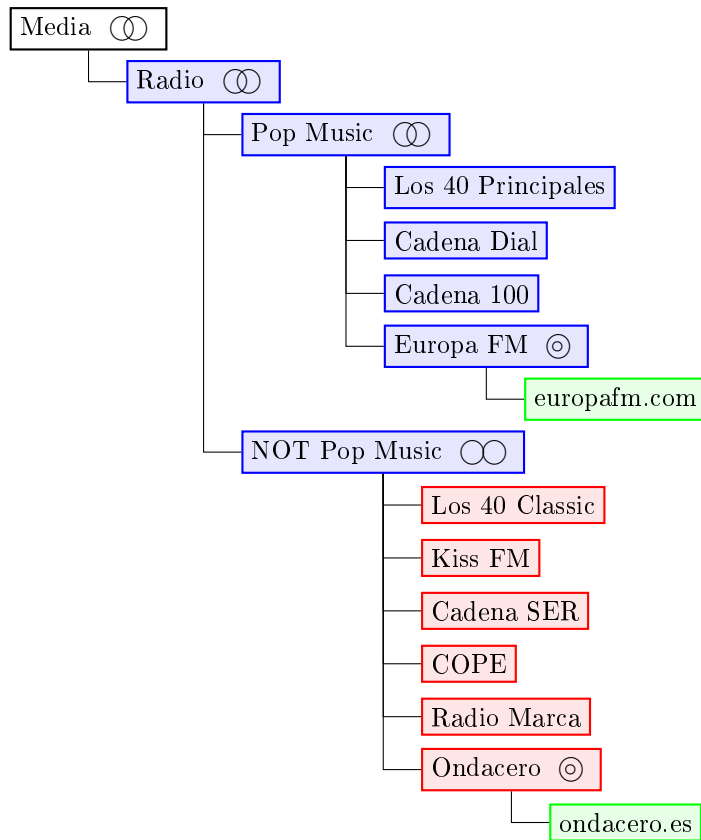 Media
Radio
Pop Music
Los 40 Principales
Cadena Dial
Cadena 100
Europa FM
europafm.com
NOT Pop Music
Los 40 Classic
Kiss FM
Cadena SER
COPE
Radio Marca
Ondacero
ondacero.es